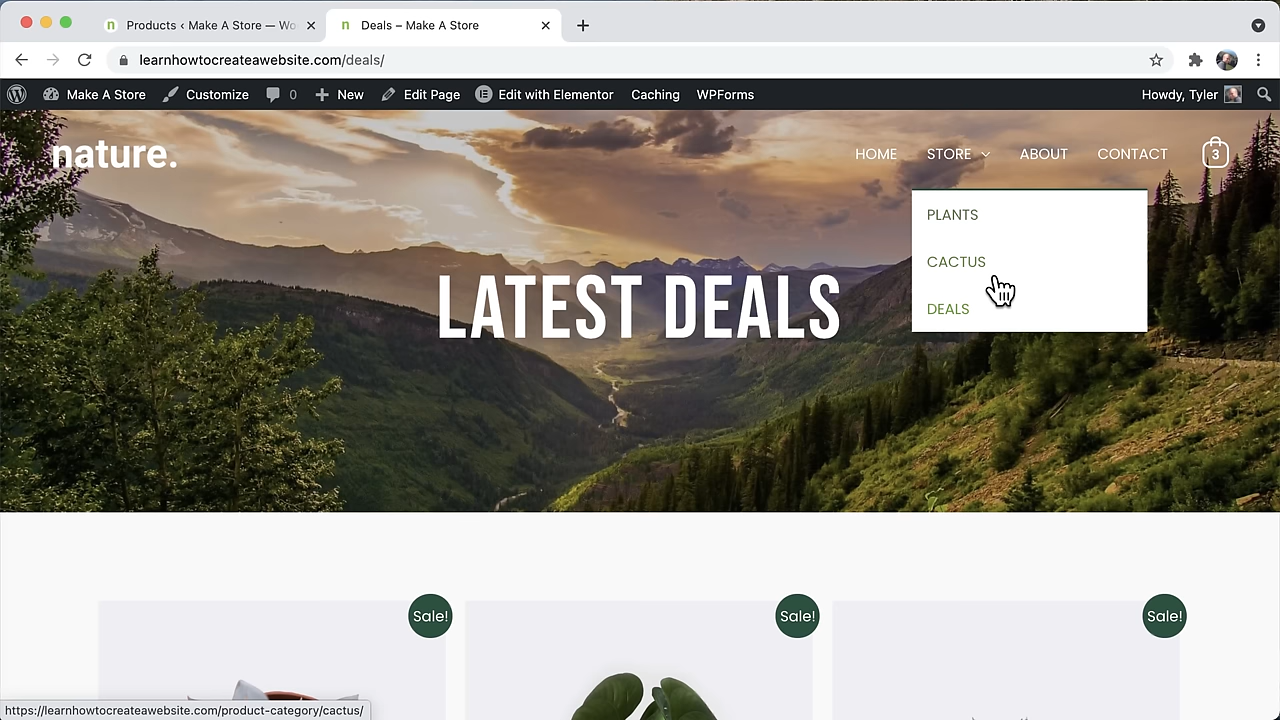 Products ‹ Make A Store — Wo
Deals – Make A Store
learnhowtocreateawebsite.com/deals/
Make A Store
Customize
0
New
Edit Page
Edit with Elementor
Caching
WPForms
Howdy, Tyler
nature.
HOME
STORE
ABOUT
CONTACT
3
PLANTS
CACTUS
DEALS
LATEST DEALS
Sale!
Sale!
Sale!
https://learnhowtocreateawebsite.com/product-category/cactus/